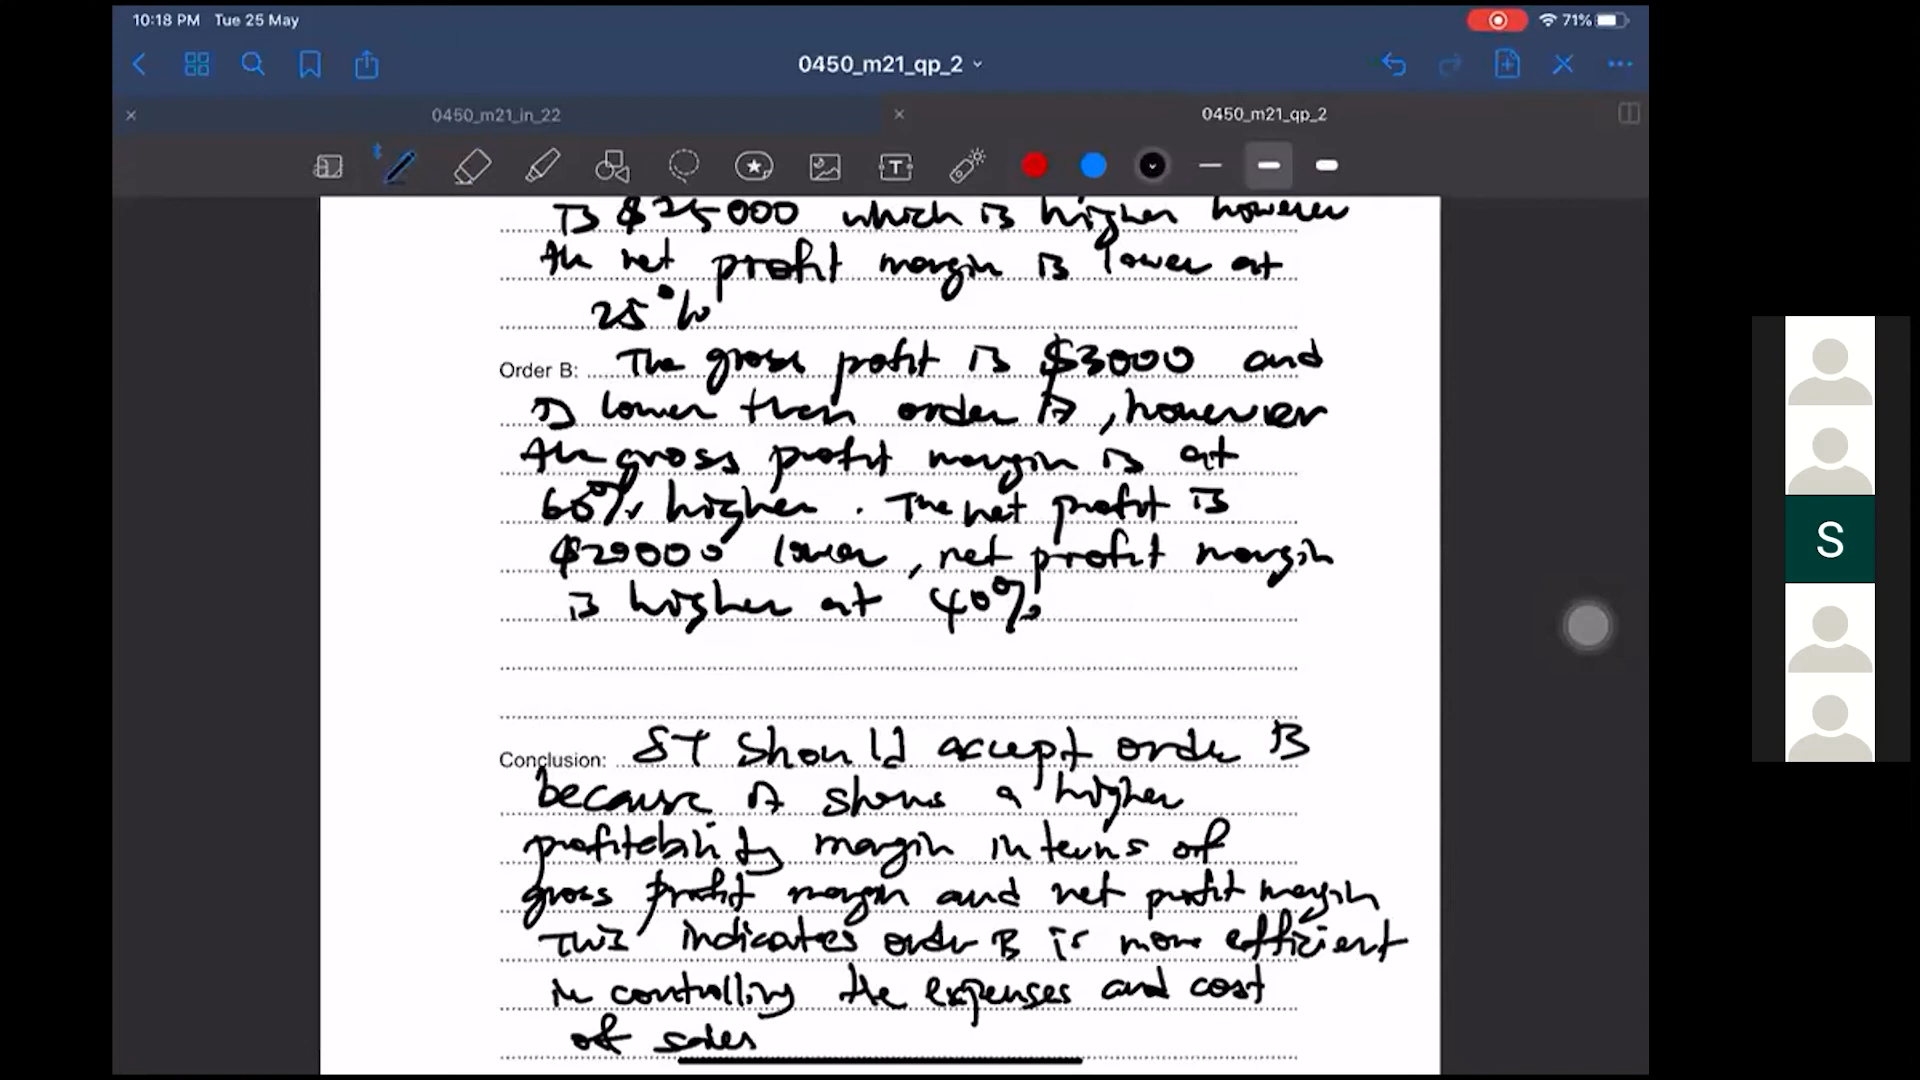 10:18 PM Tue 25 May
71%
0450_m21_qp_2
0450_m21_in_22
0450_m21_qp_2
is $25000 which is higher however
the net profit margin is lower at
25%
Order B: The gross profit is $3000 and
is lower than order A, however
the gross profit margin is at
60% higher. The net profit is
$20000 lower, net profit margin
is higher at 40%
Conclusion: ST should accept order B
because it shows a higher
profitability margin in terms of
gross profit margin and net profit margin
This indicates order B is more efficient
in controlling the expenses and cost
of sales
S